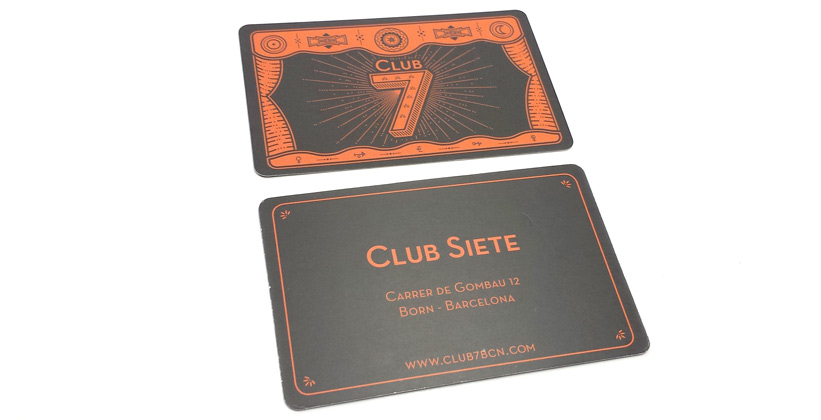 CLUB
7
CLUB SIETE
CARRER DE GOMBAU 12
BORN - BARCELONA
WWW.CLUB7BCN.COM